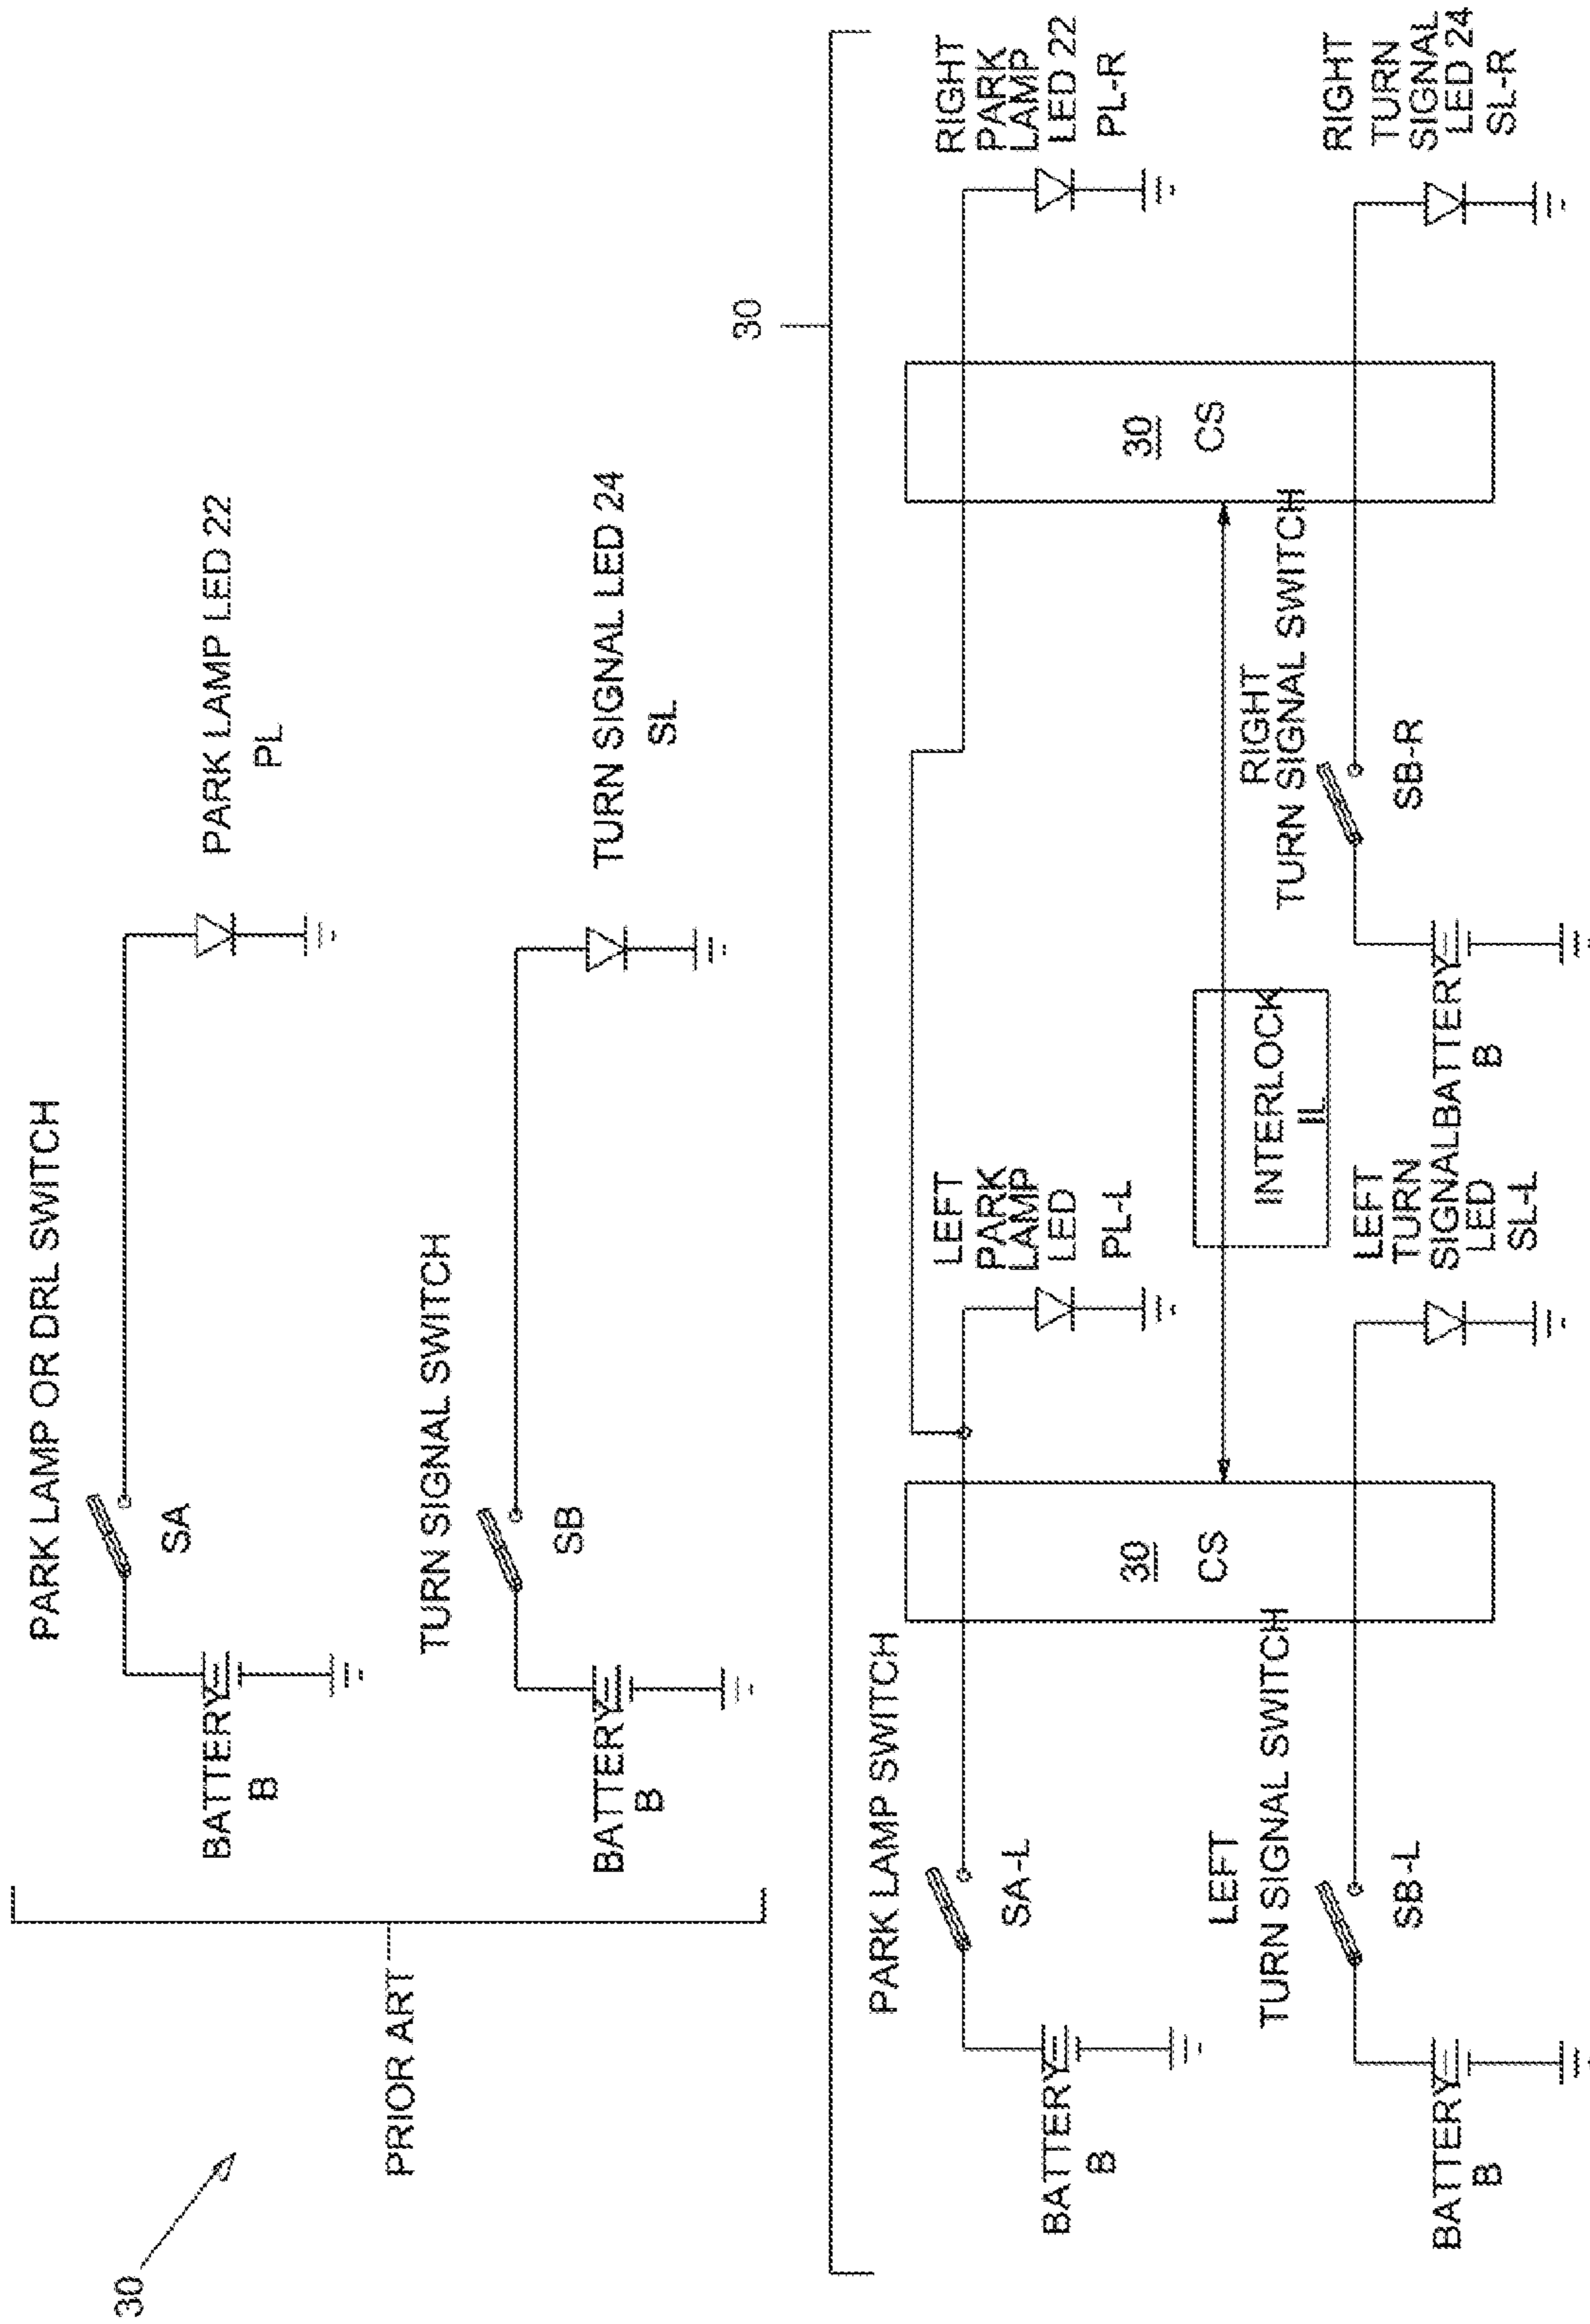 30
PRIOR ART
PARK LAMP OR DRL SWITCH
SA
BATTERY
B
PARK LAMP LED 22
PL
TURN SIGNAL SWITCH
SB
BATTERY
B
TURN SIGNAL LED 24
SL
30
PARK LAMP SWITCH
SA-L
BATTERY
B
LEFT
TURN SIGNAL SWITCH
SB-L
BATTERY
B
30
CS
LEFT
PARK
LAMP
LED
PL-L
INTERLOCK
IL
LEFT
TURN
SIGNAL
LED
SL-L
BATTERY
B
RIGHT
TURN SIGNAL SWITCH
SB-R
30
CS
RIGHT
PARK
LAMP
LED 22
PL-R
RIGHT
TURN
SIGNAL
LED 24
SL-R